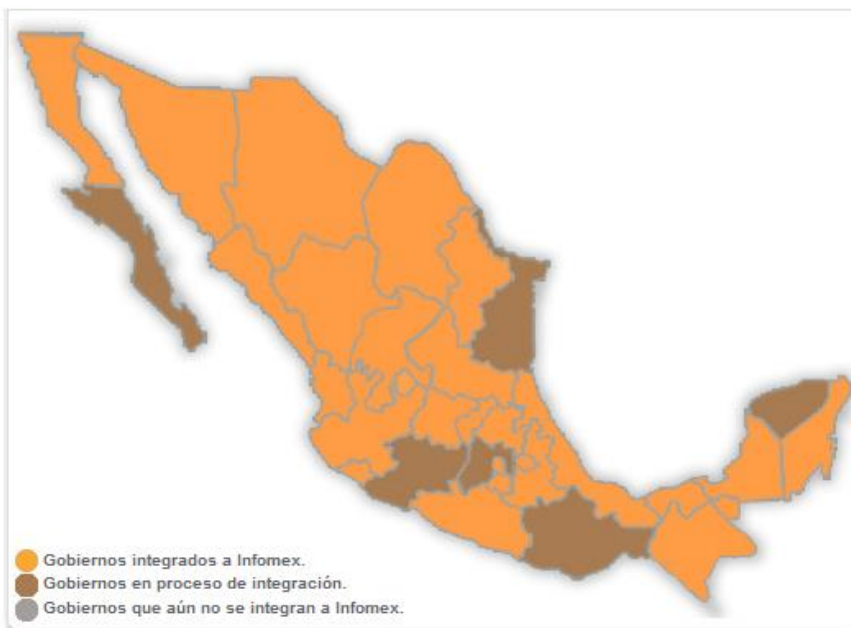 Gobiernos integrados a Infomex.
Gobiernos en proceso de integración.
Gobiernos que aún no se integran a Infomex.